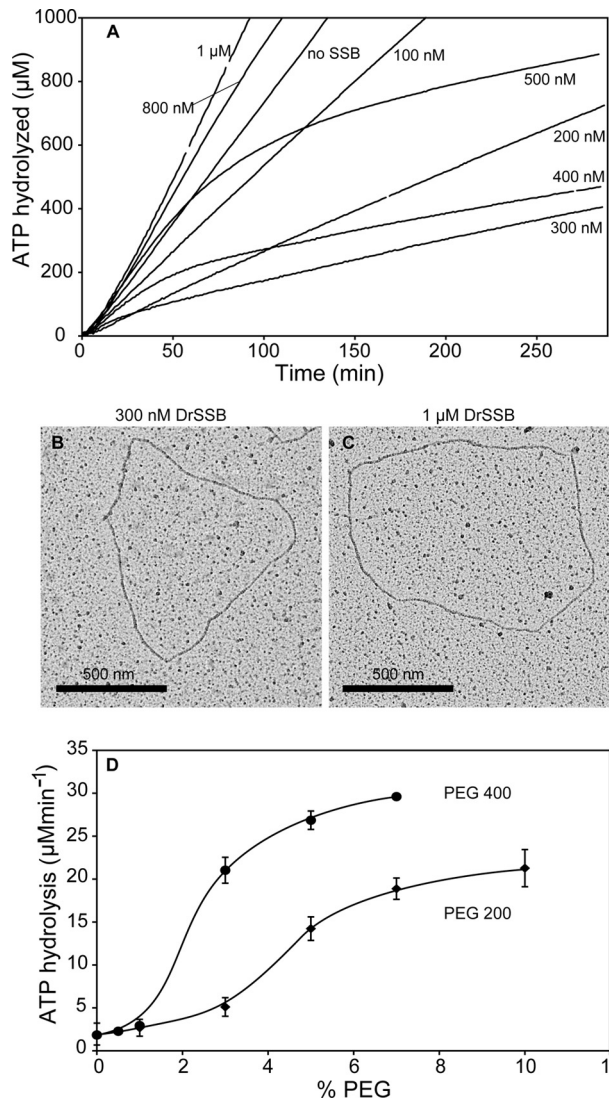 A
1000
800
600
400
200
0
ATP hydrolyzed (µM)
1 µM
800 nM
no SSB
100 nM
500 nM
200 nM
400 nM
300 nM
0 50 100 150 200 250
Time (min)
300 nM DrSSB
B
500 nm
1 µM DrSSB
C
500 nm
D
35
30
25
20
15
10
5
0
ATP hydrolysis (µMmin⁻¹)
PEG 400
PEG 200
0 2 4 6 8 10 1
% PEG